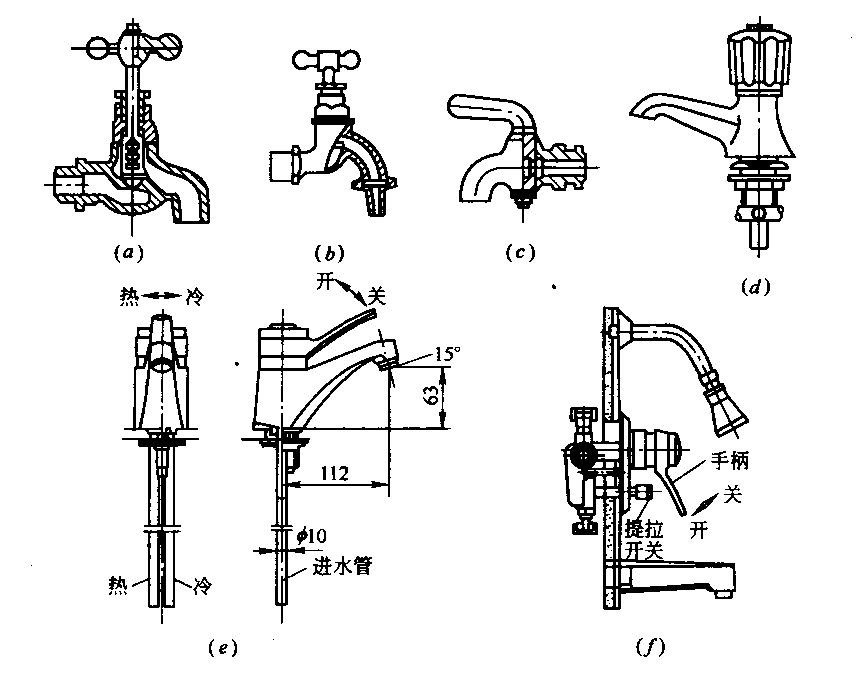 (a)
(b)
(c)
(d)
热 冷
开 关
15°
63
112
ϕ10
进水管
热 冷
(e)
手柄
关
开
提拉
开关
(f)